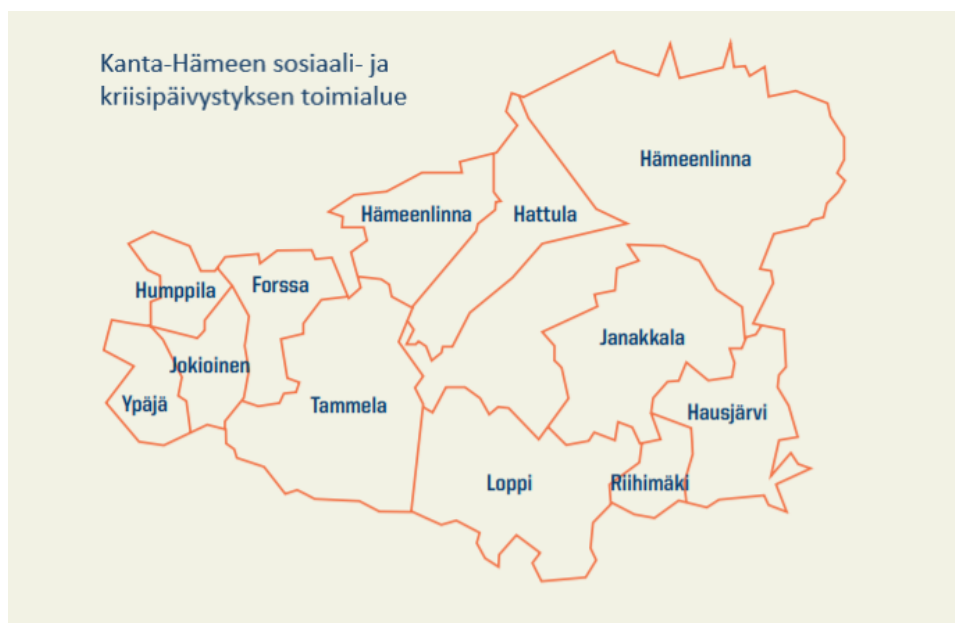 Kanta-Hämeen sosiaali- ja
kriisipäivystyksen toimialue
Hämeenlinna
Hämeenlinna
Hattula
Humppila
Forssa
Janakkala
Jokioinen
Ypäjä
Tammela
Hausjärvi
Loppi
Riihimäki